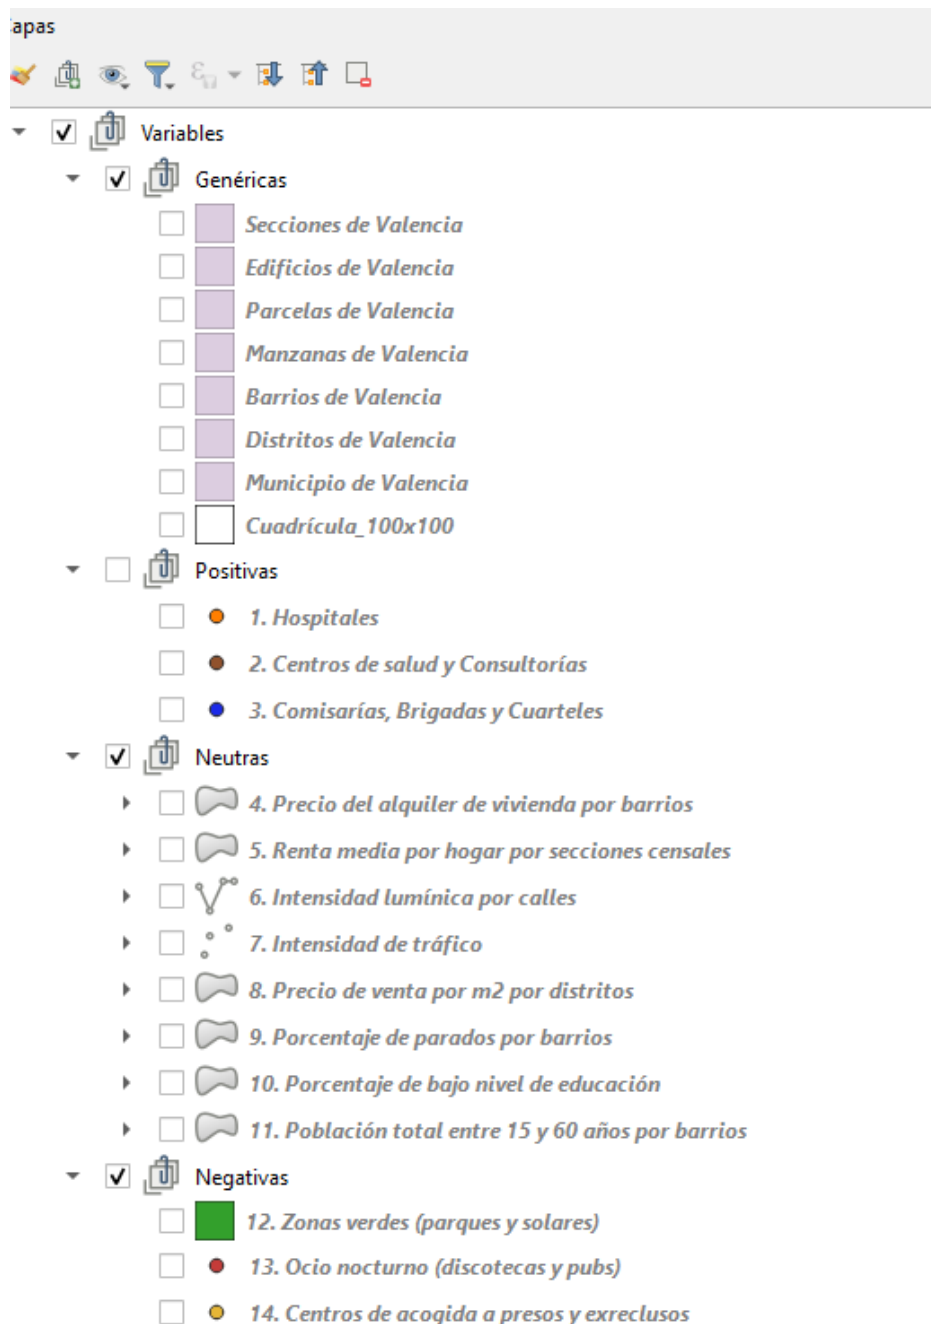 Capas
Variables
Genéricas
Secciones de Valencia
Edificios de Valencia
Parcelas de Valencia
Manzanas de Valencia
Barrios de Valencia
Distritos de Valencia
Municipio de Valencia
Cuadrícula_100x100
Positivas
1. Hospitales
2. Centros de salud y Consultorías
3. Comisarías, Brigadas y Cuarteles
Neutras
4. Precio del alquiler de vivienda por barrios
5. Renta media por hogar por secciones censales
6. Intensidad lumínica por calles
7. Intensidad de tráfico
8. Precio de venta por m2 por distritos
9. Porcentaje de parados por barrios
10. Porcentaje de bajo nivel de educación
11. Población total entre 15 y 60 años por barrios
Negativas
12. Zonas verdes (parques y solares)
13. Ocio nocturno (discotecas y pubs)
14. Centros de acogida a presos y exreclusos